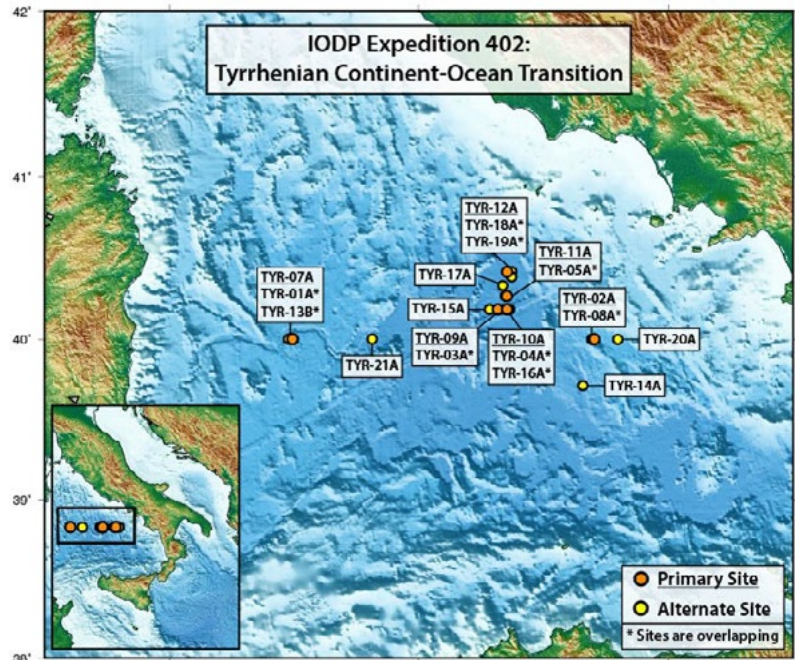 IODP Expedition 402:
Tyrrhenian Continent-Ocean Transition
42
41
40
39
TYR-12A
TYR-18A*
TYR-19A*
TYR-11A
TYR-05A*
TYR-17A
TYR-07A
TYR-01A*
TYR-13B*
TYR-15A
TYR-02A
TYR-08A*
TYR-09A
TYR-03A*
TYR-10A
TYR-04A*
TYR-16A*
TYR-20A
TYR-21A
TYR-14A
Primary Site
Alternate Site
* Sites are overlapping